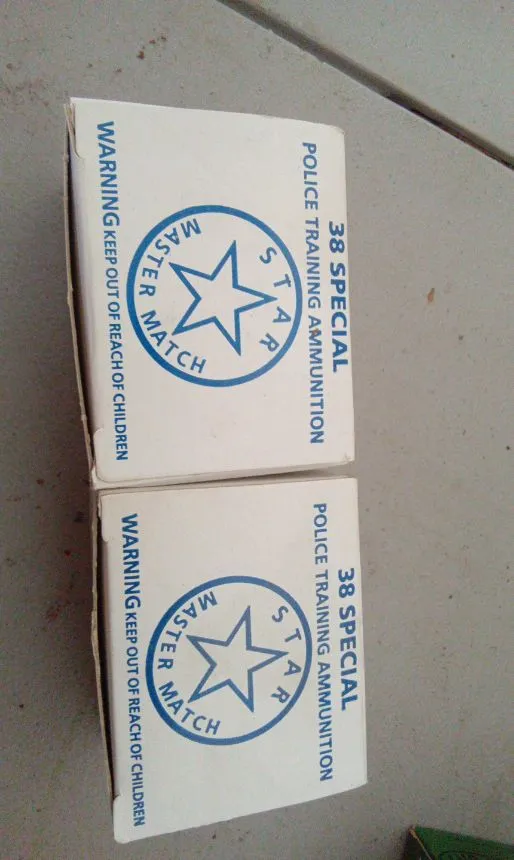 38 SPECIAL
POLICE TRAINING AMMUNITION
STAR
MASTER MATCH
WARNING KEEP OUT OF REACH OF CHILDREN
38 SPECIAL
POLICE TRAINING AMMUNITION
STAR
MASTER MATCH
WARNING KEEP OUT OF REACH OF CHILDREN